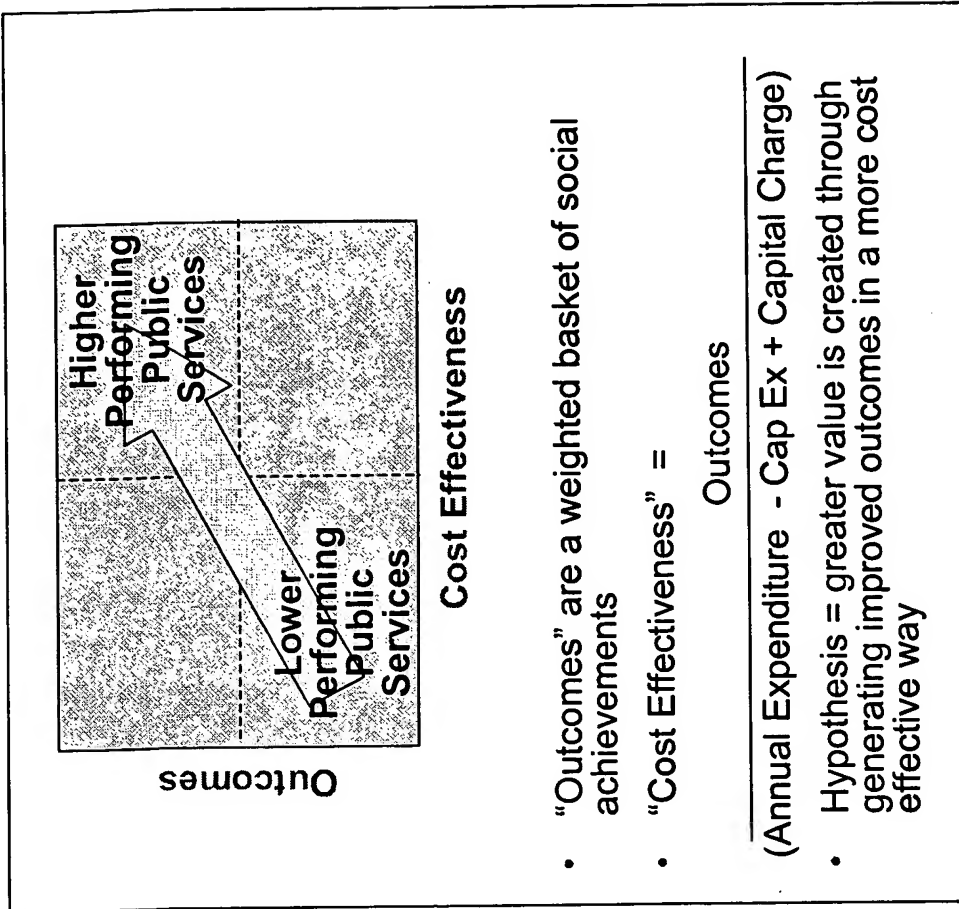 Outcomes
Higher
Performing
Public
Services
Lower
Performing
Public
Services
Cost Effectiveness
• “Outcomes” are a weighted basket of social
achievements
• “Cost Effectiveness” =
Outcomes
(Annual Expenditure - Cap Ex + Capital Charge)
• Hypothesis = greater value is created through
generating improved outcomes in a more cost
effective way